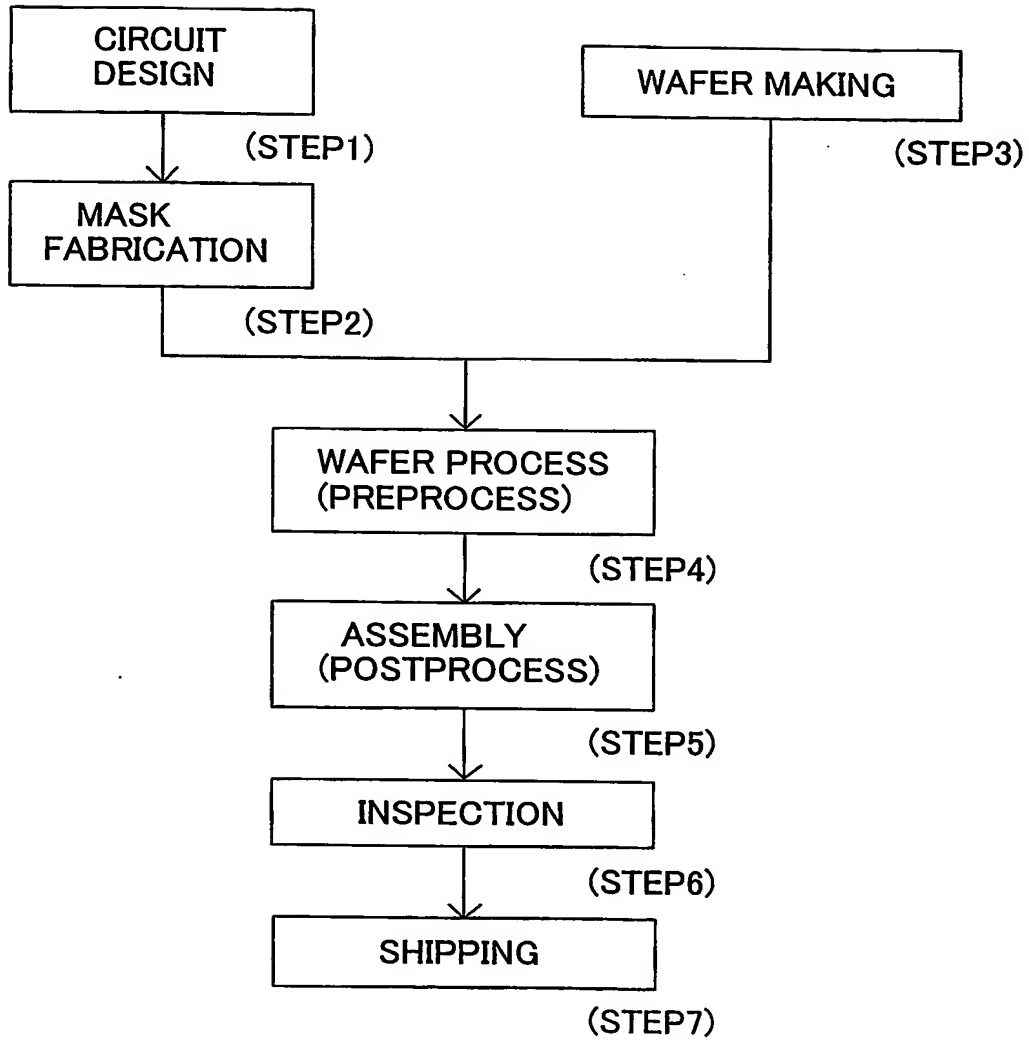 CIRCUIT
DESIGN
(STEP1)
MASK
FABRICATION
(STEP2)
WAFER MAKING
(STEP3)
WAFER PROCESS
(PREPROCESS)
(STEP4)
ASSEMBLY
(POSTPROCESS)
(STEP5)
INSPECTION
(STEP6)
SHIPPING
(STEP7)